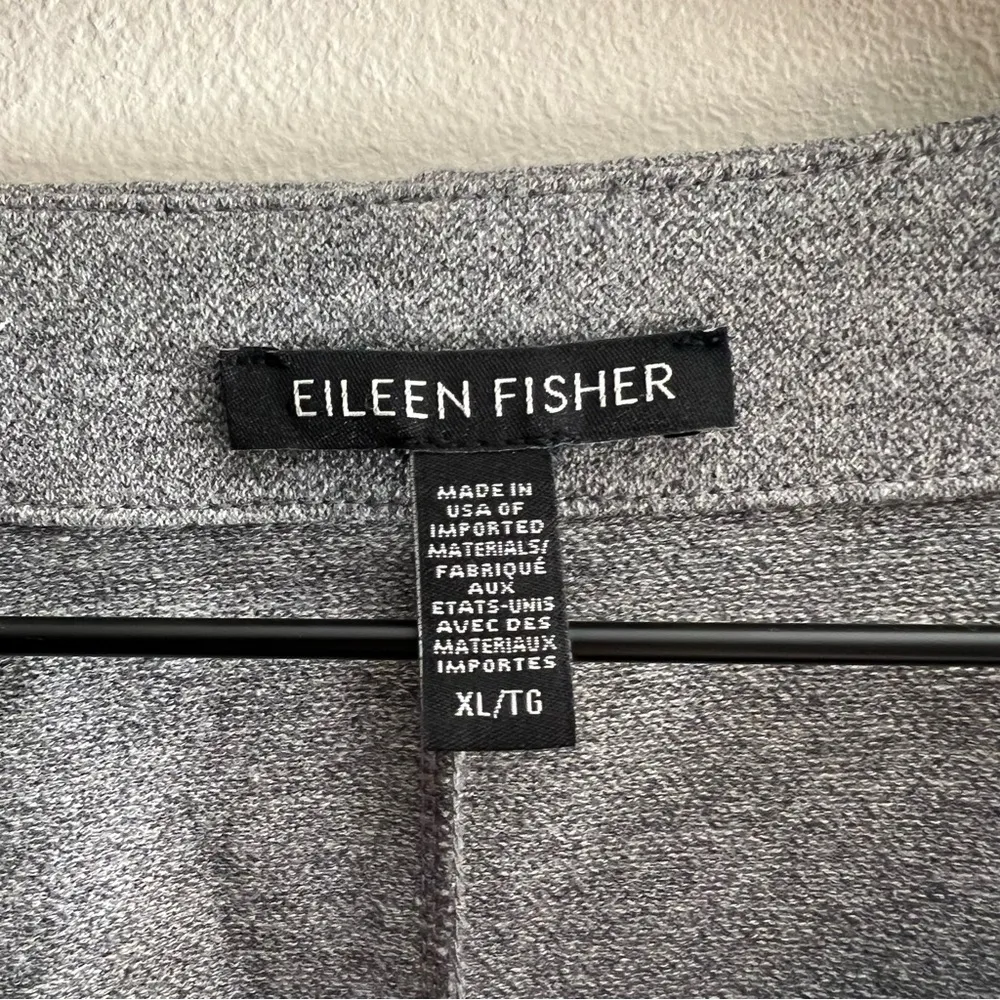 EILEEN FISHER
MADE IN
USA OF
IMPORTED
MATERIALS/
FABRIQUÉ
AUX
ETATS-UNIS
AVEC DES
MATERIAUX
IMPORTES
XL/TG